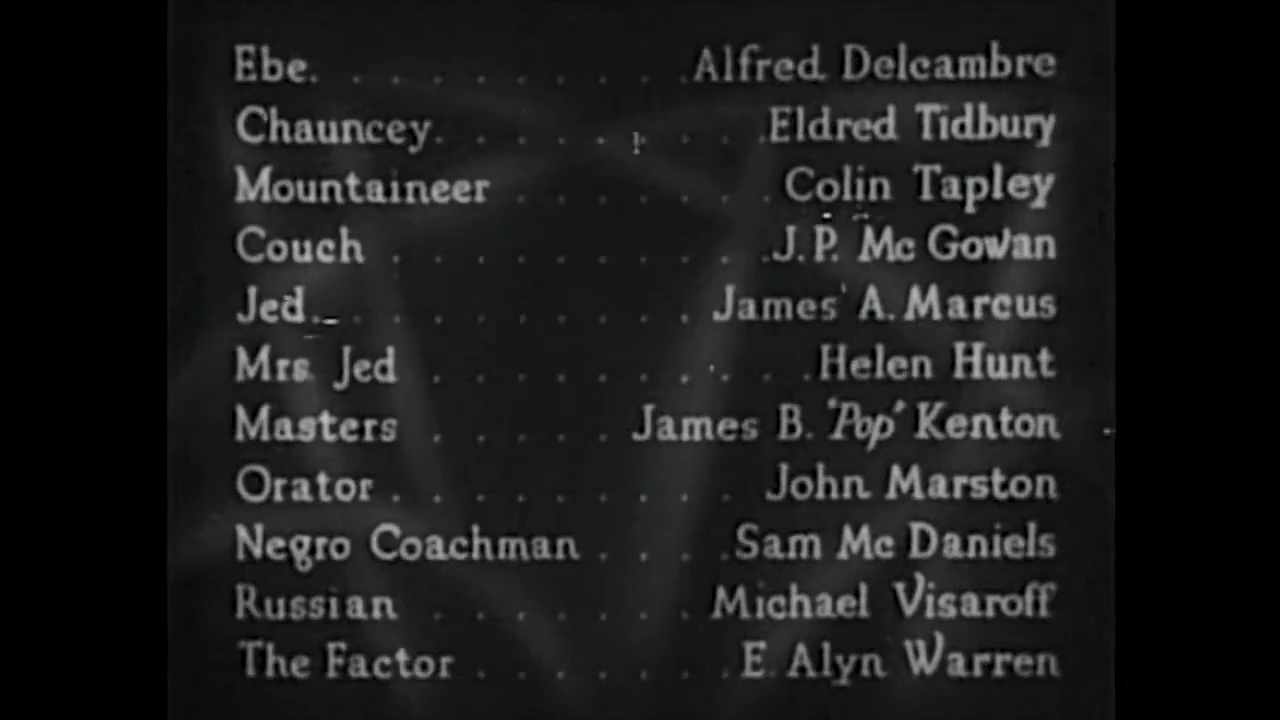 Ebe. . . . . . . . . . Alfred Delcambre
Chauncey. . . . . . . . . Eldred Tidbury
Mountaineer . . . . . . . Colin Tapley
Couch . . . . . . . . . . J. P. Mc Gowan
Jed. . . . . . . . . . James A. Marcus
Mrs. Jed . . . . . . . . . . Helen Hunt
Masters . . . . . James B. 'Pop' Kenton
Orator . . . . . . . . . John Marston
Negro Coachman . . . . Sam Mc Daniels
Russian . . . . . . . Michael Visaroff
The Factor . . . . . . . E. Alyn Warren